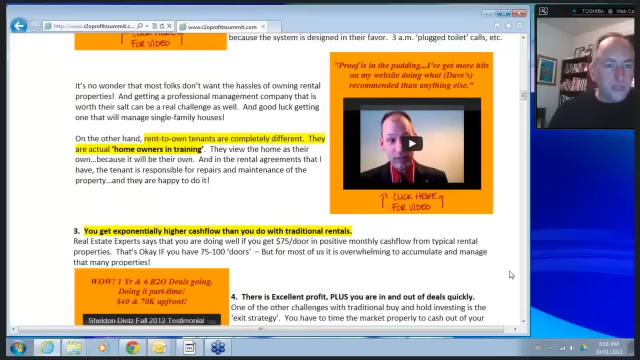 TOSHIBA Web Cam
http://www.r2oprofitsummit.com
r2oprofitsummit.com
CLICK HERE
FOR VIDEO
because the system is designed in their favor. 3 a.m. 'plugged toilet' calls, etc.
It's no wonder that most folks don't want the hassles of owning rental
properties! And getting a professional management company that is
worth their salt can be a real challenge as well. And good luck getting
one that will manage single-family houses!
On the other hand, rent-to-own tenants are completely different. They
are actual 'home owners in training'. They view the home as their
own...because it will be their own. And in the rental agreements that I
have, the tenant is responsible for repairs and maintenance of the
property...and they are happy to do it!
"Proof is in the pudding...I've got more hits
on my website doing what (Dave's)
recommended than anything else."
CLICK HERE
FOR VIDEO
3. You get exponentially higher cashflow than you do with traditional rentals.
Real Estate Experts says that you are doing well if you get $75/door in positive monthly cashflow from typical rental
properties. That's Okay IF you have 75-100 'doors' – But for most of us it is overwhelming to accumulate and manage
that many properties!
WOW! 1 Yr & 6 R2O Deals going.
Doing it part-time!
$40 & 70K upfront!
Sheldon Dietz Fall 2012 Testimonial
4. There is Excellent profit, PLUS you are in and out of deals quickly.
One of the other challenges with traditional buy and hold investing is the
'exit strategy'. You have to time the market properly to cash out of your